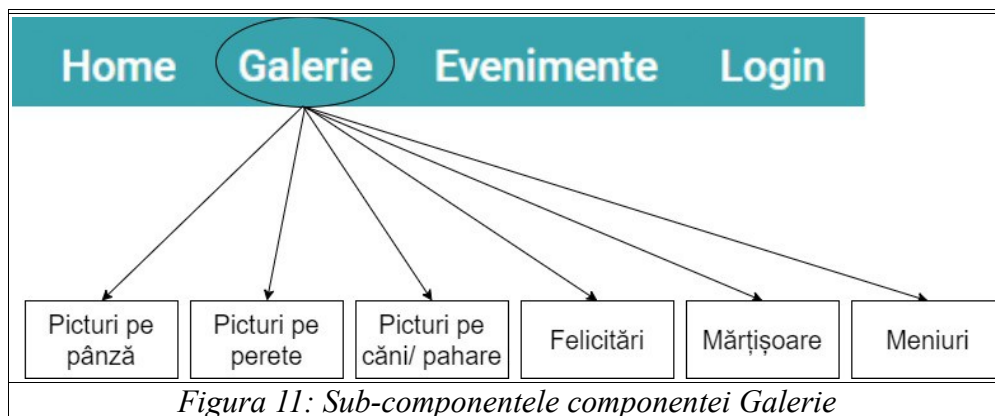 Home Galerie Evenimente Login
Picturi pe
pânză
Picturi pe
perete
Picturi pe
căni/ pahare
Felicitări
Mărțișoare
Meniuri
Figura 11: Sub-componentele componentei Galerie